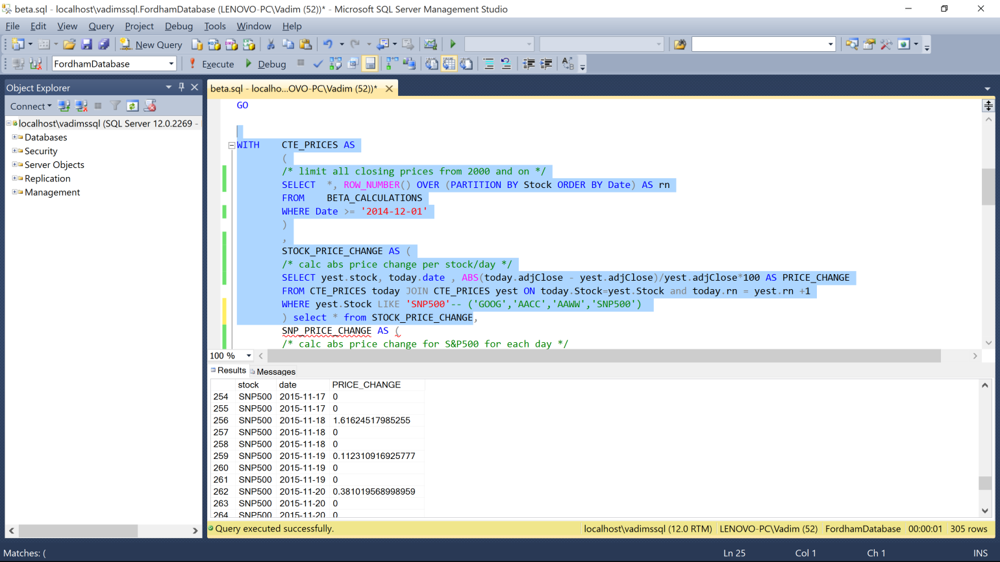 beta.sql - localhost\vadimssql.FordhamDatabase (LENOVO-PC\Vadim (52))* - Microsoft SQL Server Management Studio
File Edit View Query Project Debug Tools Window Help
New Query
FordhamDatabase Execute Debug
Object Explorer
Connect
localhost\vadimssql (SQL Server 12.0.2269 -
Databases
Security
Server Objects
Replication
Management
beta.sql - localho...OVO-PC\Vadim (52))*
GO
WITH CTE_PRICES AS
(
/* limit all closing prices from 2000 and on */
SELECT *, ROW_NUMBER() OVER (PARTITION BY Stock ORDER BY Date) AS rn
FROM BETA_CALCULATIONS
WHERE Date >= '2014-12-01'
)
,
STOCK_PRICE_CHANGE AS (
/* calc abs price change per stock/day */
SELECT yest.stock, today.date , ABS(today.adjClose - yest.adjClose)/yest.adjClose*100 AS PRICE_CHANGE
FROM CTE_PRICES today JOIN CTE_PRICES yest ON today.Stock=yest.Stock and today.rn = yest.rn +1
WHERE yest.Stock LIKE 'SNP500'-- ('GOOG','AACC','AAWW','SNP500')
) select * from STOCK_PRICE_CHANGE,
SNP_PRICE_CHANGE AS (
/* calc abs price change for S&P500 for each day */
100 %
Results Messages
stock date PRICE_CHANGE
254 SNP500 2015-11-17 0
255 SNP500 2015-11-17 0
256 SNP500 2015-11-18 1.61624517985255
257 SNP500 2015-11-18 0
258 SNP500 2015-11-18 0
259 SNP500 2015-11-19 0.112310916925777
260 SNP500 2015-11-19 0
261 SNP500 2015-11-19 0
262 SNP500 2015-11-20 0.381019568998959
263 SNP500 2015-11-20 0
264 SNP500 2015-11-20 0
Query executed successfully. localhost\vadimssql (12.0 RTM) LENOVO-PC\Vadim (52) FordhamDatabase 00:00:01 305 rows
Matches: ( Ln 25 Col 1 Ch 1 INS